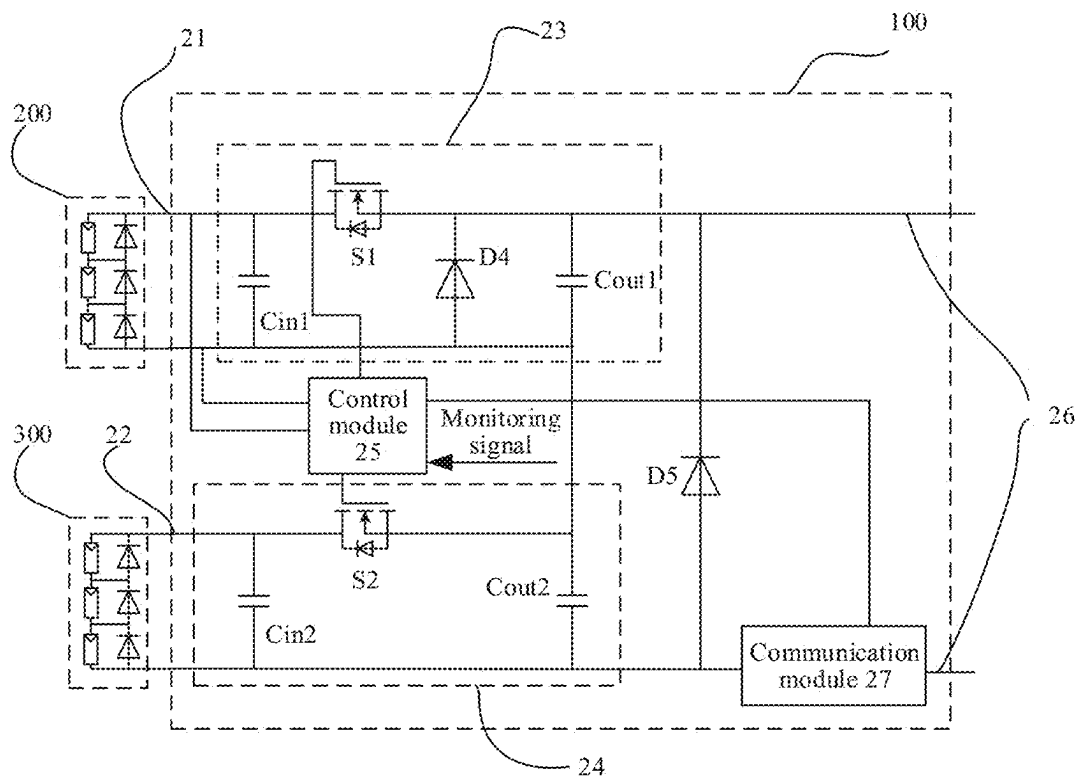 23
100
21
200
S1
D4
Cin1
Cout1
Control
module
25
Monitoring
signal
26
300
22
D5
S2
Cin2
Cout2
Communication
module 27
24